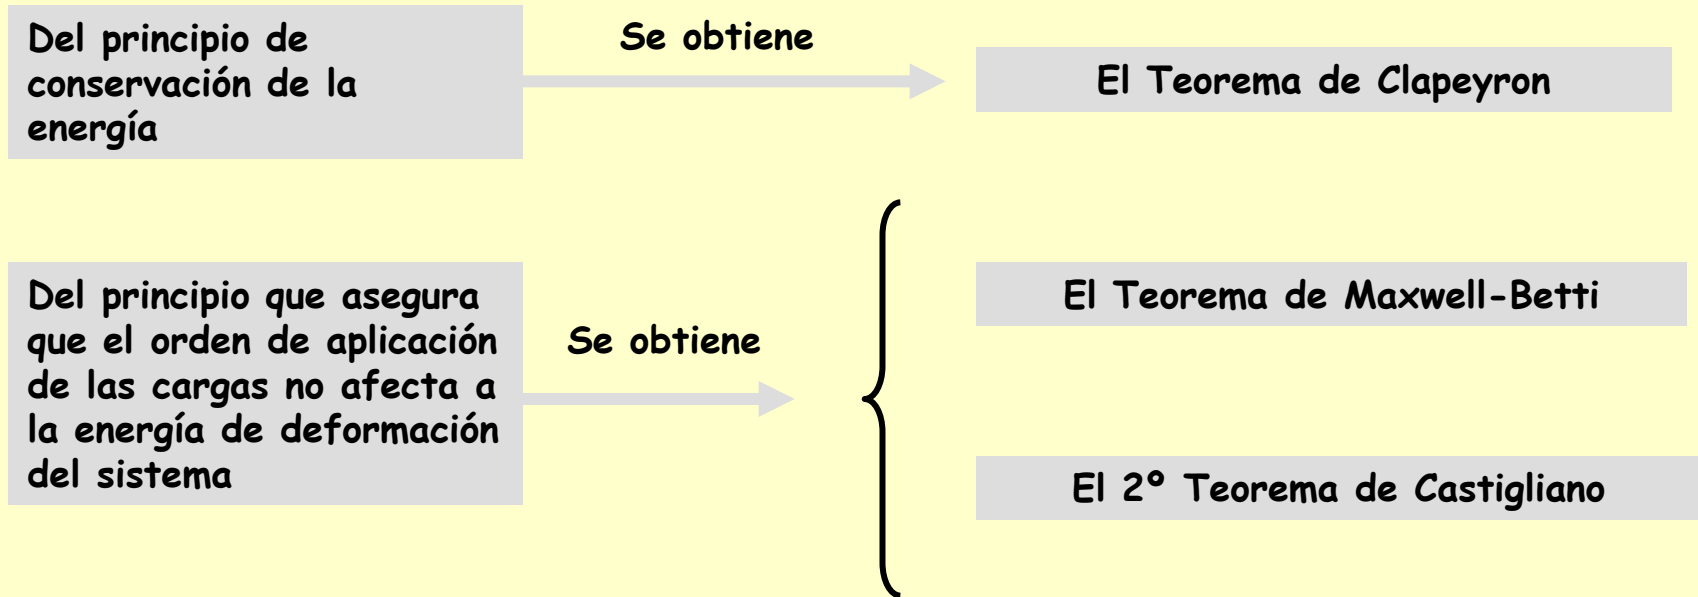 Del principio de
conservación de la
energía
Se obtiene
El Teorema de Clapeyron
Del principio que asegura
que el orden de aplicación
de las cargas no afecta a
la energía de deformación
del sistema
Se obtiene
El Teorema de Maxwell-Betti
El 2º Teorema de Castigliano